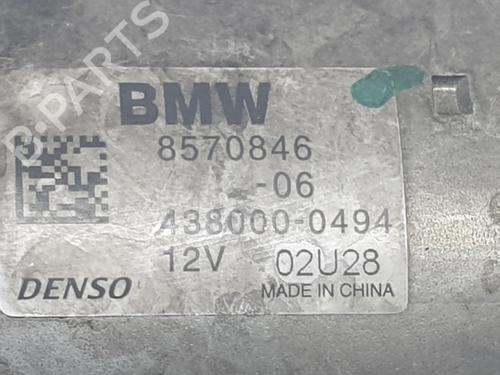 B-PARTS
BMW
8570846
-06
438000-0494
12V 02U28
DENSO MADE IN CHINA